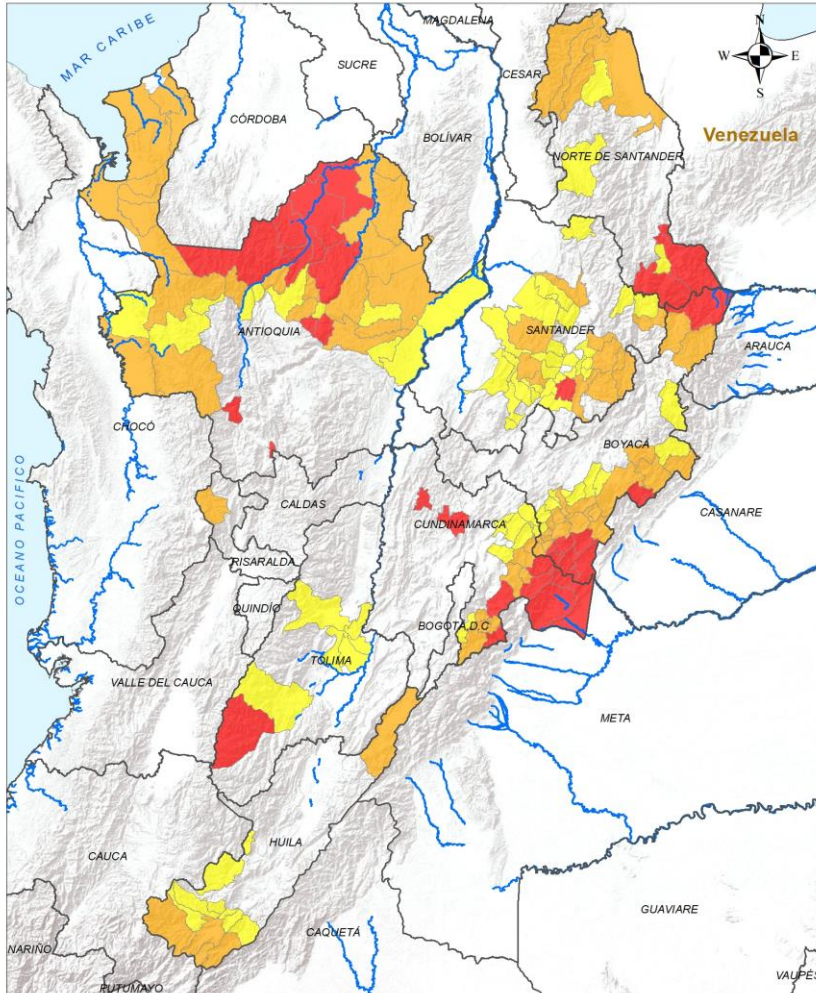 MAR CARIBE
MAGDALENA
SUCRE
CESAR
CÓRDOBA
BOLÍVAR
N
W
E
S
Venezuela
NORTE DE SANTANDER
ANTIOQUIA
SANTANDER
ARAUCA
CHOCÓ
BOYACÁ
OCEANO PACIFICO
CALDAS
CUNDINAMARCA
CASANARE
RISARALDA
QUINDÍO
BOGOTÁ, D.C
TOLIMA
VALLE DEL CAUCA
META
HUILA
CAUCA
GUAVIARE
CAQUETÁ
NARIÑO
VAUPÉS
PUTUMAYO